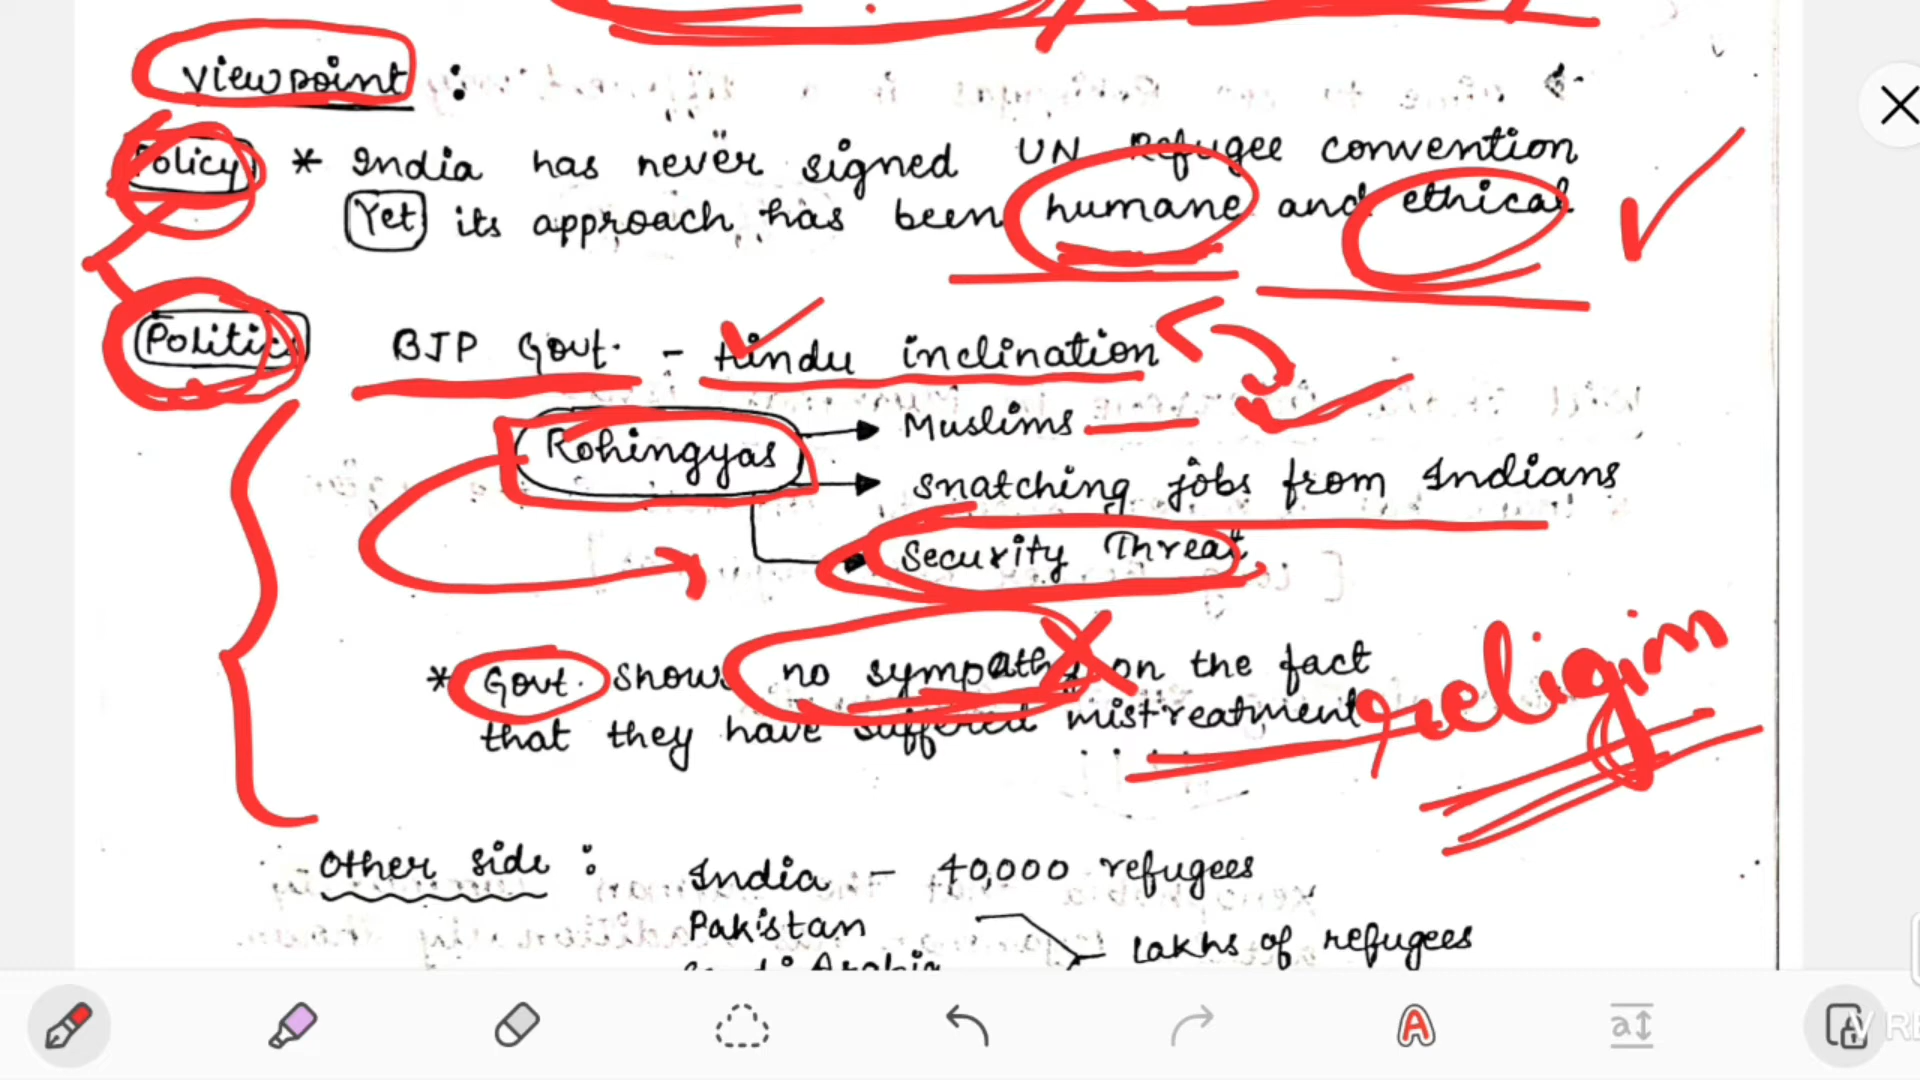 Viewpoint :
Policy * India has never signed UN Refugee convention
Yet its approach has been humane and ethical
Politics BJP Govt. - Hindu inclination
Rohingyas Muslims
snatching jobs from Indians
Security Threat
* Govt. shows no sympathy on the fact
that they have suffered mistreatment
religion
Other side : India - 40,000 refugees
Pakistan
Saudi Arabia lakhs of refugees
A
a